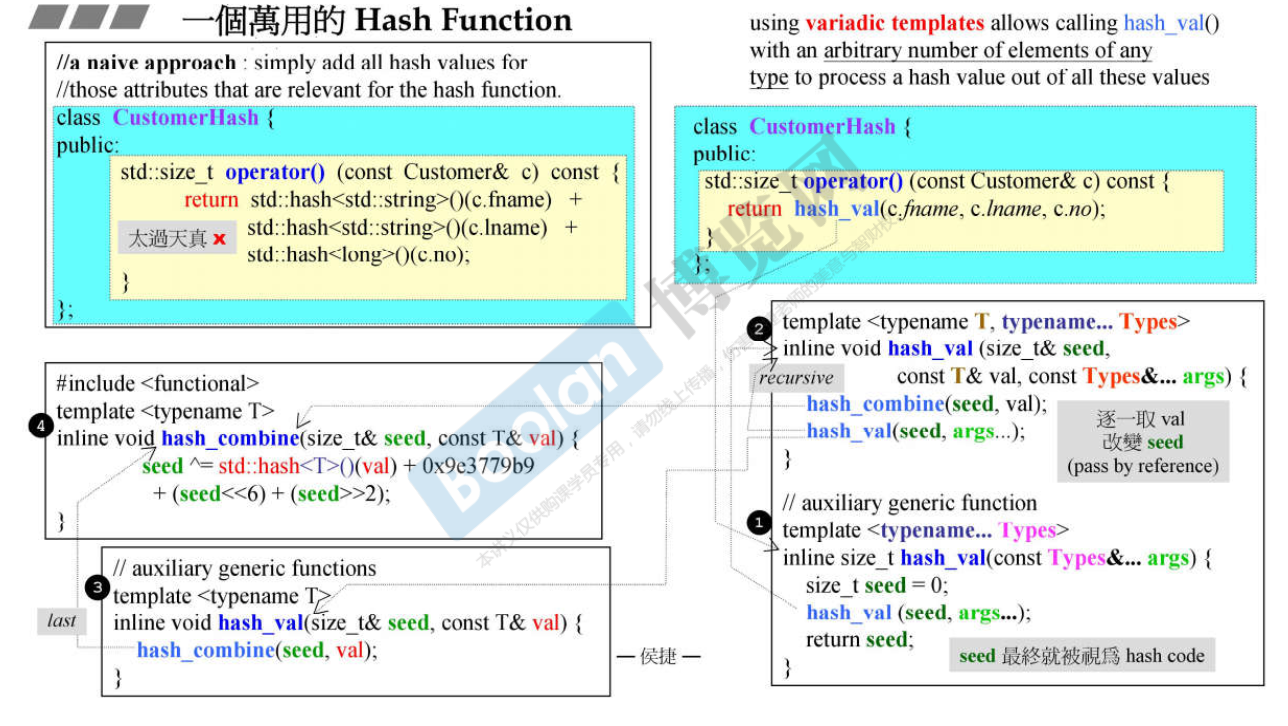 一個萬用的 Hash Function
//a naive approach : simply add all hash values for
//those attributes that are relevant for the hash function.
class CustomerHash {
public:
std::size_t operator() (const Customer& c) const {
return std::hash<std::string>()(c.fname) +
太過天真 x std::hash<std::string>()(c.lname) +
std::hash<long>()(c.no);
}
};
using variadic templates allows calling hash_val()
with an arbitrary number of elements of any
type to process a hash value out of all these values
class CustomerHash {
public:
std::size_t operator() (const Customer& c) const {
return hash_val(c.fname, c.lname, c.no);
}
};
2
template <typename T, typename... Types>
inline void hash_val (size_t& seed,
recursive
const T& val, const Types&... args) {
hash_combine(seed, val);
hash_val(seed, args...);
}
逐一取 val
改變 seed
(pass by reference)
1
// auxiliary generic function
template <typename... Types>
inline size_t hash_val(const Types&... args) {
size_t seed = 0;
hash_val (seed, args...);
return seed;
}
seed 最終就被視爲 hash code
4
#include <functional>
template <typename T>
inline void hash_combine(size_t& seed, const T& val) {
seed ^= std::hash<T>()(val) + 0x9e3779b9
+ (seed<<6) + (seed>>2);
}
3
// auxiliary generic functions
template <typename T>
inline void hash_val(size_t& seed, const T& val) {
hash_combine(seed, val);
}
last
— 侯捷 —
Boolan 博览网
本讲义仅供购课学员专用，请勿线上传播，